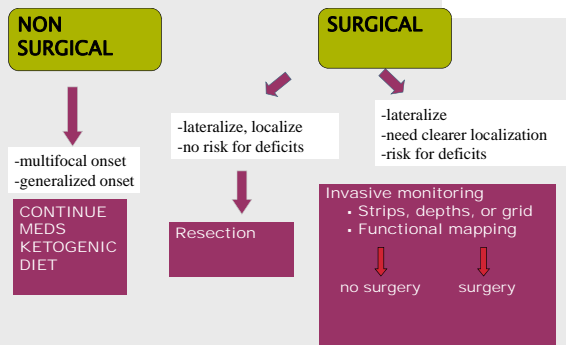 NON
SURGICAL
-multifocal onset
-generalized onset
CONTINUE
MEDS
KETOGENIC
DIET
SURGICAL
-lateralize, localize
-no risk for deficits
Resection
-lateralize
-need clearer localization
-risk for deficits
Invasive monitoring
▪ Strips, depths, or grid
▪ Functional mapping
no surgery surgery